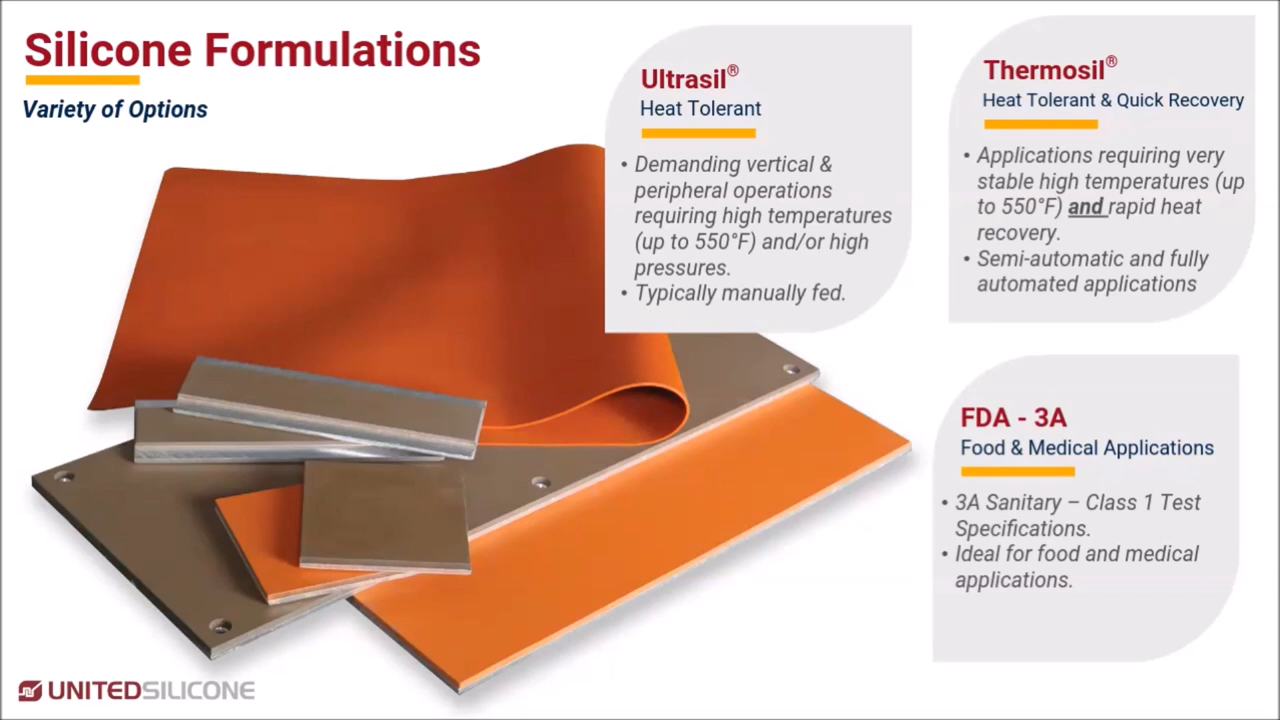 Silicone Formulations
Variety of Options
Ultrasil®
Heat Tolerant
• Demanding vertical &
peripheral operations
requiring high temperatures
(up to 550°F) and/or high
pressures.
• Typically manually fed.
Thermosil®
Heat Tolerant & Quick Recovery
• Applications requiring very
stable high temperatures (up
to 550°F) and rapid heat
recovery.
• Semi-automatic and fully
automated applications
FDA - 3A
Food & Medical Applications
• 3A Sanitary – Class 1 Test
Specifications.
• Ideal for food and medical
applications.
UNITEDSILICONE